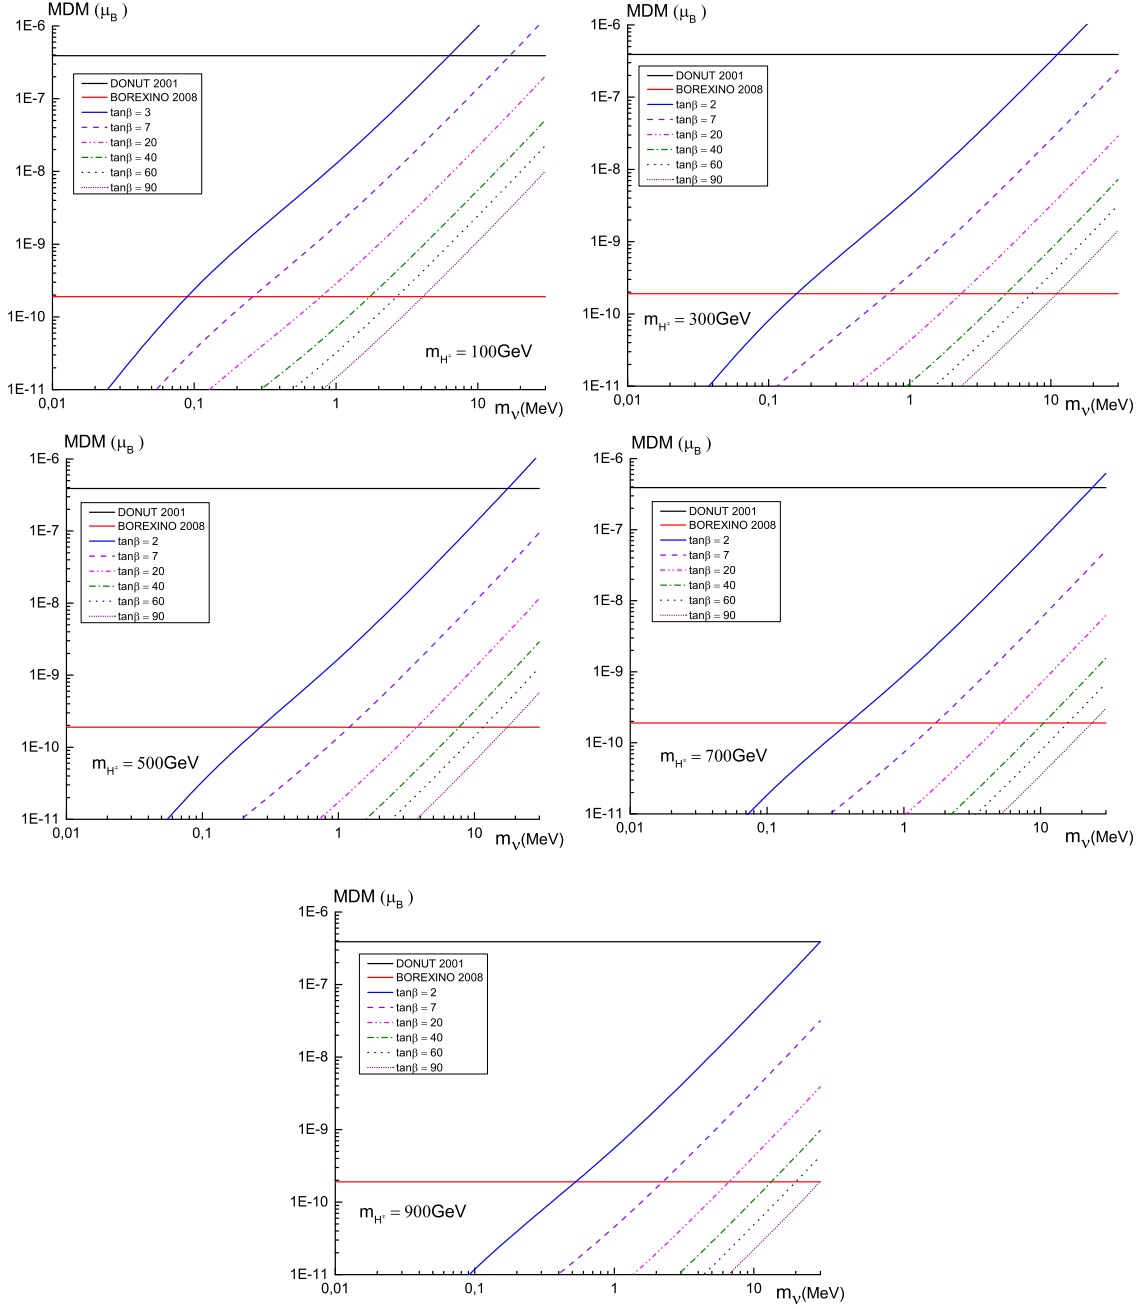 MDM (μB)
1E-6
1E-7
1E-8
1E-9
1E-10
1E-11
DONUT 2001
BOREXINO 2008
tanβ = 3
tanβ = 7
tanβ = 20
tanβ = 40
tanβ = 60
tanβ = 90
mH∓ = 100GeV
0,01 0,1 1 10
mν(MeV)
MDM (μB)
1E-6
1E-7
1E-8
1E-9
1E-10
1E-11
DONUT 2001
BOREXINO 2008
tanβ = 2
tanβ = 7
tanβ = 20
tanβ = 40
tanβ = 60
tanβ = 90
mH∓ = 300GeV
0,01 0,1 1 10
mν(MeV)
MDM (μB)
1E-6
1E-7
1E-8
1E-9
1E-10
1E-11
DONUT 2001
BOREXINO 2008
tanβ = 2
tanβ = 7
tanβ = 20
tanβ = 40
tanβ = 60
tanβ = 90
mH∓ = 500GeV
0,01 0,1 1 10
mν(MeV)
MDM (μB)
1E-6
1E-7
1E-8
1E-9
1E-10
1E-11
DONUT 2001
BOREXINO 2008
tanβ = 2
tanβ = 7
tanβ = 20
tanβ = 40
tanβ = 60
tanβ = 90
mH∓ = 700GeV
0,01 0,1 1 10
mν(MeV)
MDM (μB)
1E-6
1E-7
1E-8
1E-9
1E-10
1E-11
DONUT 2001
BOREXINO 2008
tanβ = 2
tanβ = 7
tanβ = 20
tanβ = 40
tanβ = 60
tanβ = 90
mH∓ = 900GeV
0,01 0,1 1 10
mν(MeV)